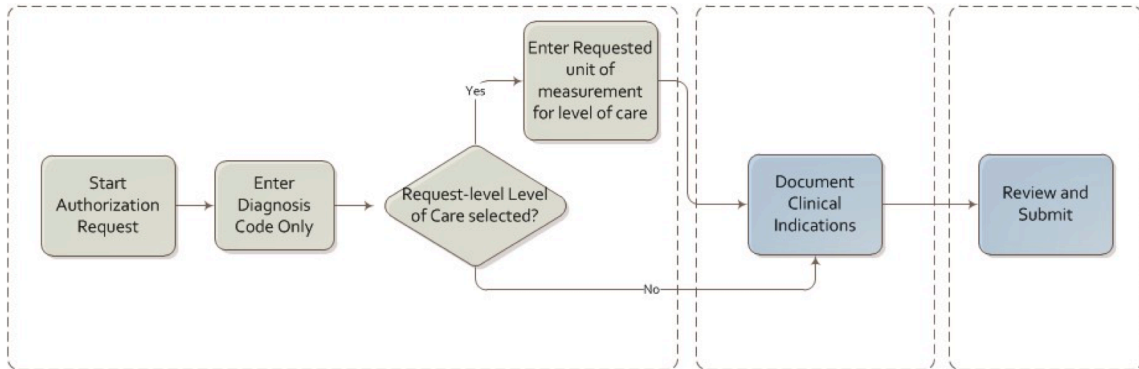 Start
Authorization
Request
Enter
Diagnosis
Code Only
Request-level Level
of Care selected?
Yes
Enter Requested
unit of
measurement
for level of care
No
Document
Clinical
Indications
Review and
Submit